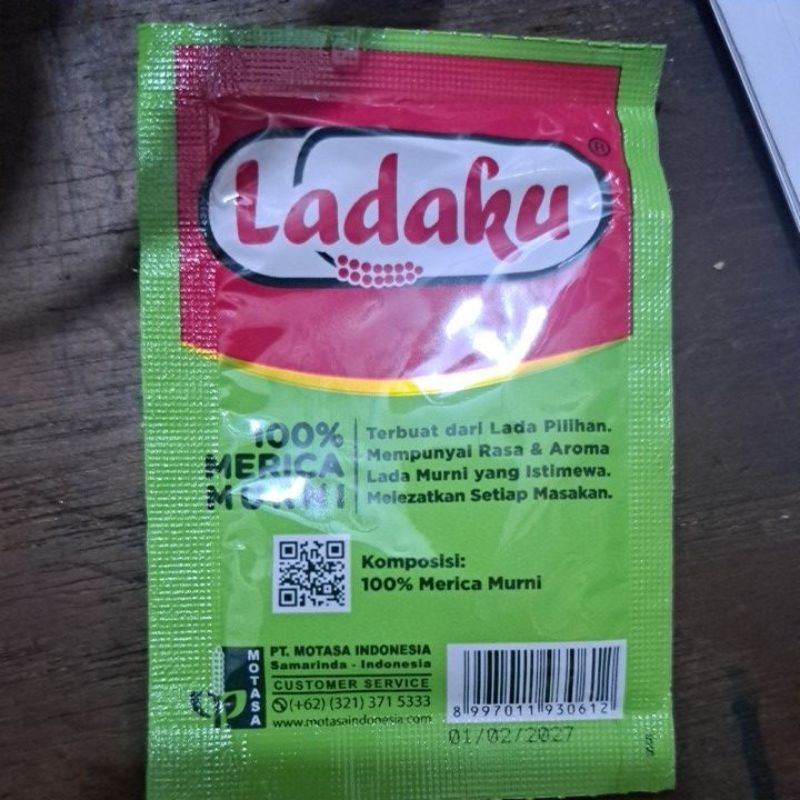 Ladaku
®
100%
MERICA
MURNI
Terbuat dari Lada Pilihan.
Mempunyai Rasa & Aroma
Lada Murni yang Istimewa.
Melezatkan Setiap Masakan.
Komposisi:
100% Merica Murni
MOTASA
PT. MOTASA INDONESIA
Samarinda - Indonesia
CUSTOMER SERVICE
(+62) (321) 371 5333
www.motasaindonesia.com
8 997011 930612
01/02/2027